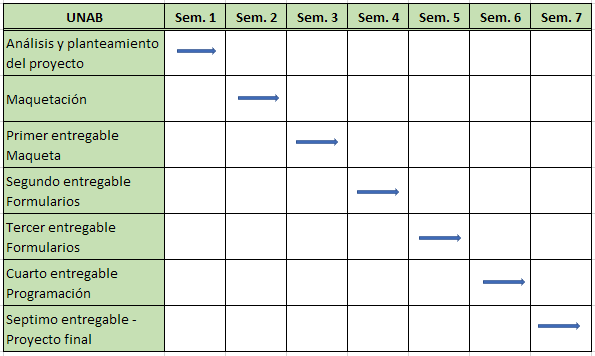 UNAB Sem. 1 Sem. 2 Sem. 3 Sem. 4 Sem. 5 Sem. 6 Sem. 7
Análisis y planteamiento
del proyecto
Maquetación
Primer entregable
Maqueta
Segundo entregable
Formularios
Tercer entregable
Formularios
Cuarto entregable
Programación
Septimo entregable -
Proyecto final